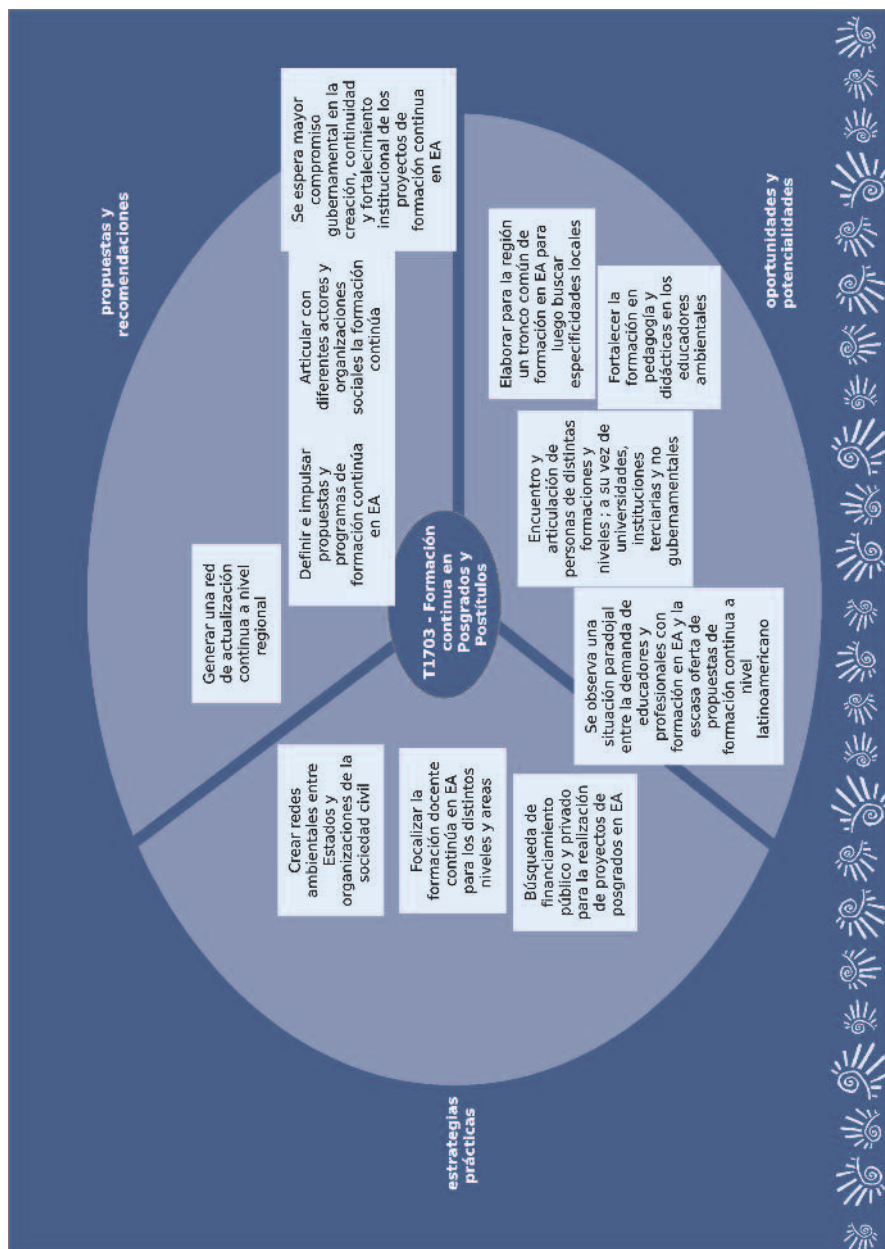 propuestas y
recomendaciones
Se espera mayor
compromiso
gubernamental en la
creación, continuidad
y fortalecimiento
institucional de los
proyectos de
formación continua
en EA
Articular con
diferentes actores y
organizaciones
sociales la formación
continúa
Definir e impulsar
propuestas y
programas de
formación continúa
en EA
Generar una red
de actualización
continua a nivel
regional
T1703 - Formación
continua en
Posgrados y
Postítulos
estrategias
prácticas
Crear redes
ambientales entre
Estados y
organizaciones de la
sociedad civil
Focalizar la
formación docente
continúa en EA
para los distintos
niveles y areas
Búsqueda de
financiamiento
público y privado
para la realización
de proyectos de
posgrados en EA
oportunidades y
potencialidades
Elaborar para la región
un tronco común de
formación en EA para
luego buscar
especificidades locales
Fortalecer la
formación en
pedagogía y
didácticas en los
educadores
ambientales
Encuentro y
articulación de
personas de distintas
formaciones y
niveles ; a su vez de
universidades,
instituciones
terciarias y no
gubernamentales
Se observa una
situación paradojal
entre la demanda de
educadores y
profesionales con
formación en EA y la
escasa oferta de
propuestas de
formación continua a
nivel
latinoamericano